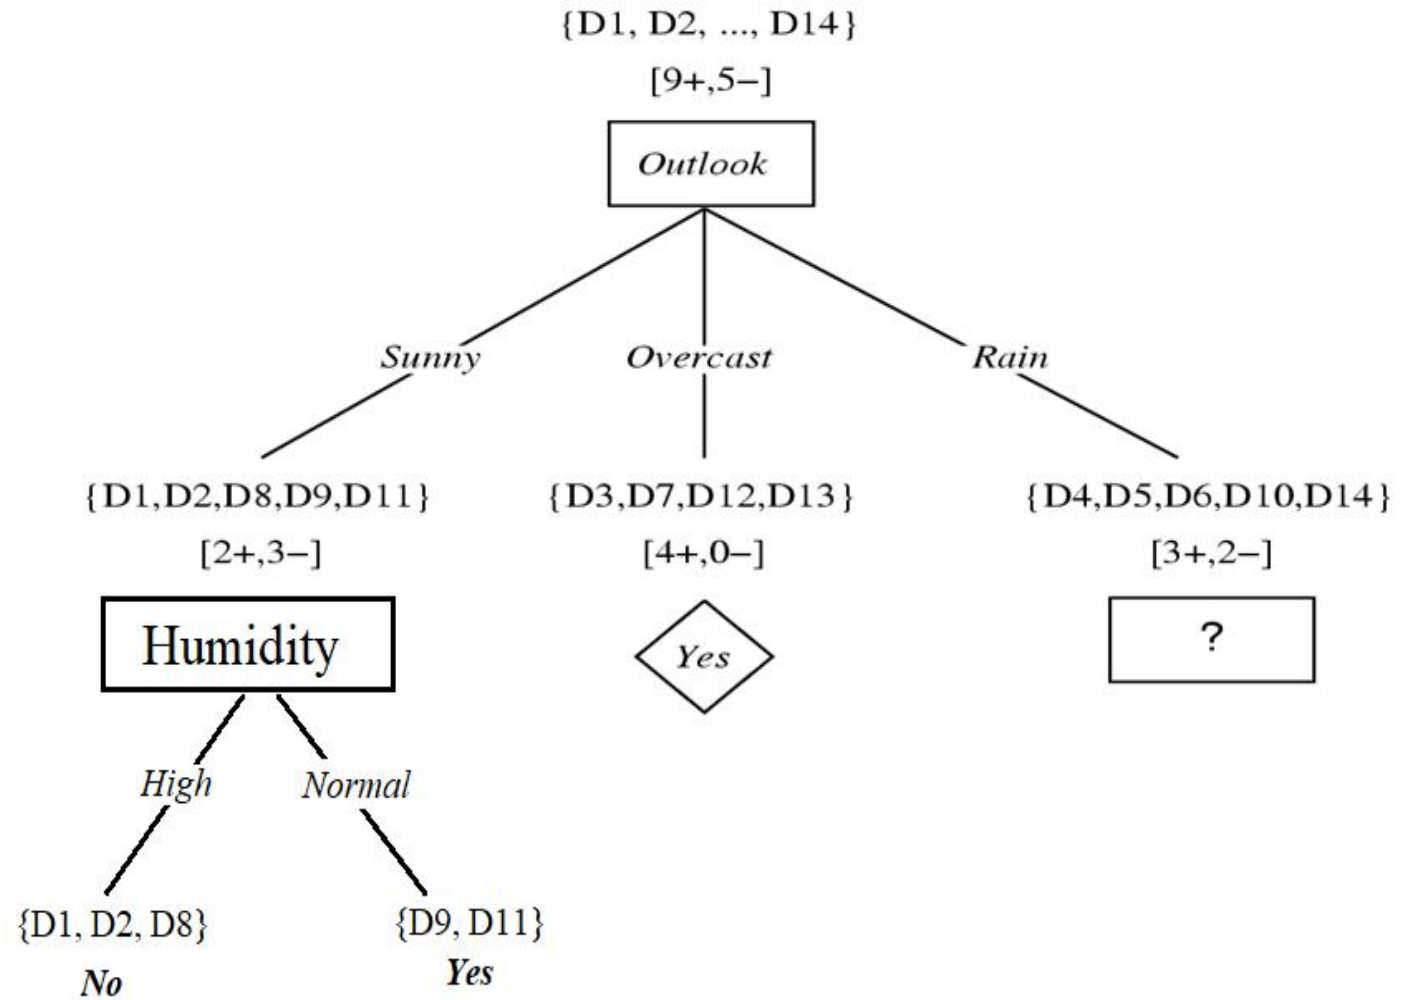 {D1, D2, ..., D14}
[9+,5−]
Outlook
Sunny Overcast Rain
{D1,D2,D8,D9,D11} {D3,D7,D12,D13} {D4,D5,D6,D10,D14}
[2+,3−] [4+,0−] [3+,2−]
Humidity Yes ?
High Normal
{D1, D2, D8} {D9, D11}
No Yes